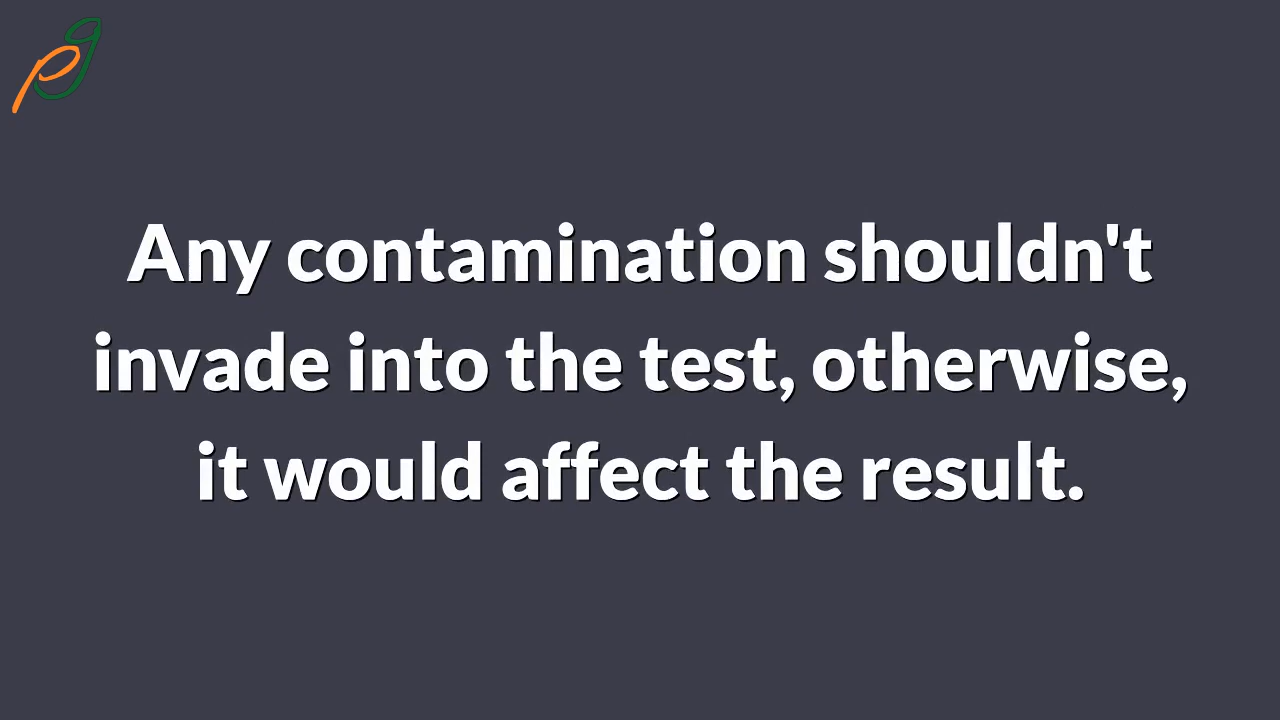 Any contamination shouldn't
invade into the test, otherwise,
it would affect the result.